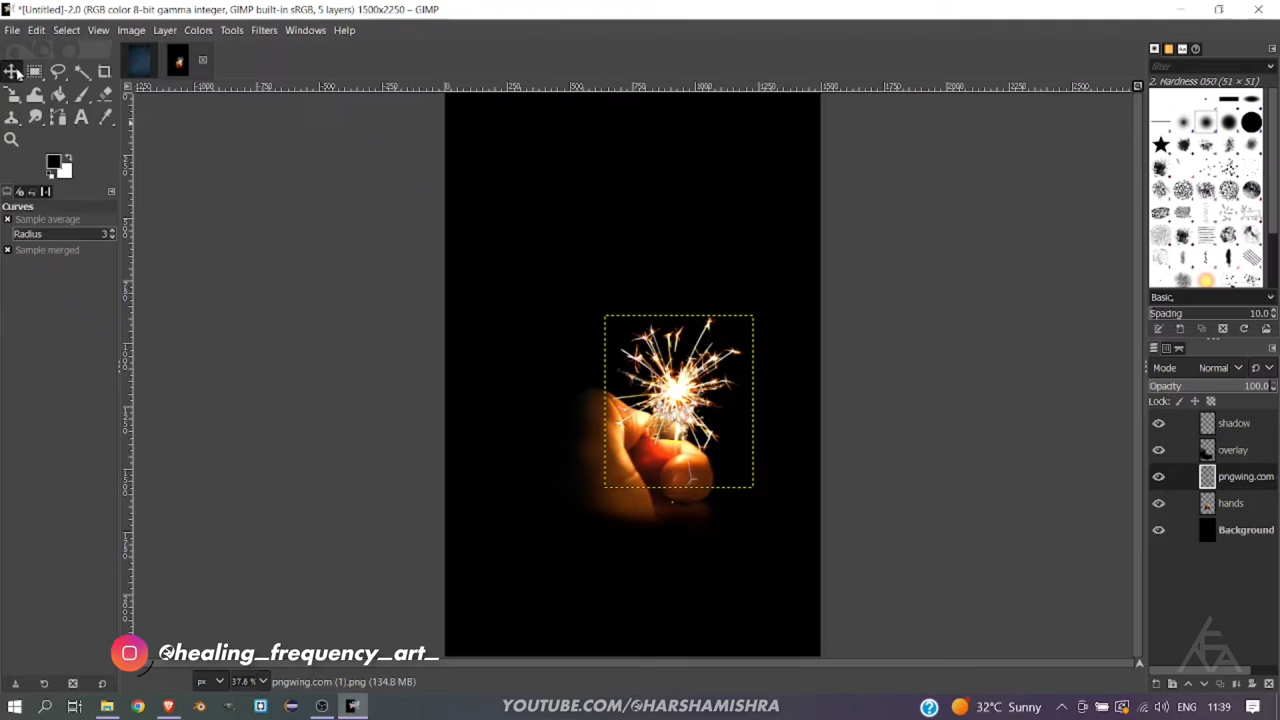 *[Untitled]-2.0 (RGB color 8-bit gamma integer, GIMP built-in sRGB, 5 layers) 1500x2250 – GIMP
File Edit Select View Image Layer Colors Tools Filters Windows Help
filter
2. Hardness 050 (51 × 51)
Curves
Sample average
Radius 3
Sample merged
Basic,
Spacing 10.0
Mode Normal
Opacity 100.0
Lock:
shadow
overlay
pngwing.com
hands
Background
@healing_frequency_art_
px 37.6 % pngwing.com (1).png (134.8 MB)
YOUTUBE.COM/@HARSHAMISHRA
32°C Sunny ENG 11:39